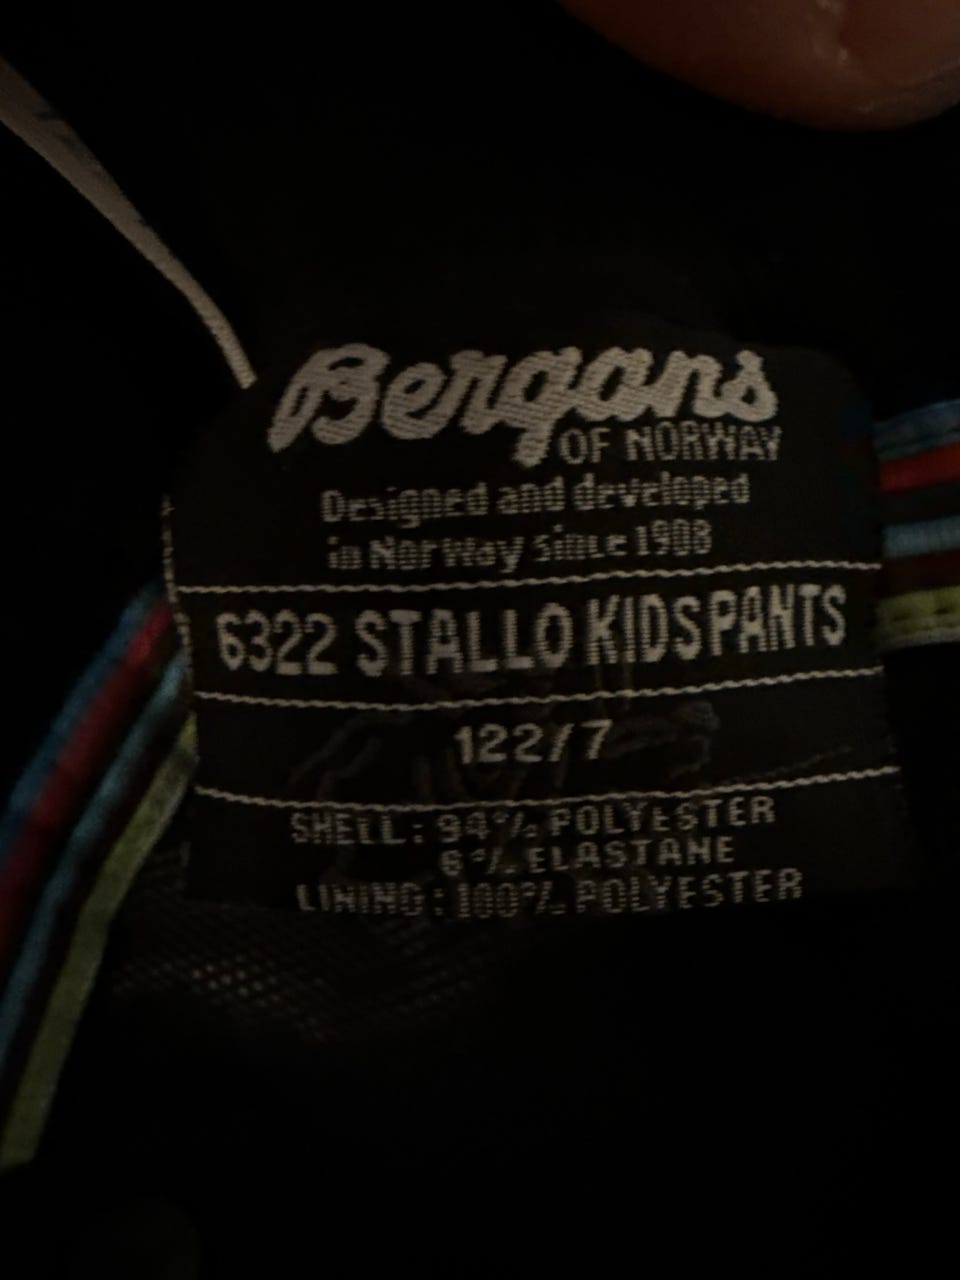 Bergans
OF NORWAY
Designed and developed
in Norway since 1908
6322 STALLO KIDS PANTS
122/7
SHELL: 94% POLYESTER
6% ELASTANE
LINING: 100% POLYESTER